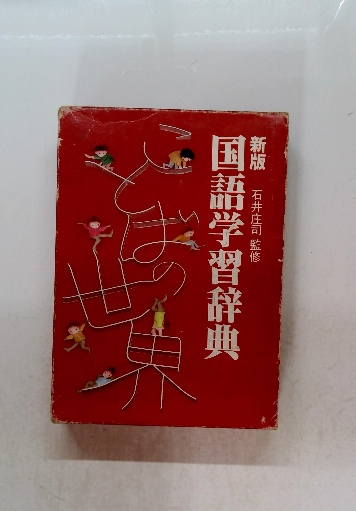 新版
国語学習辞典
石井庄司 監修
ことばの
世界